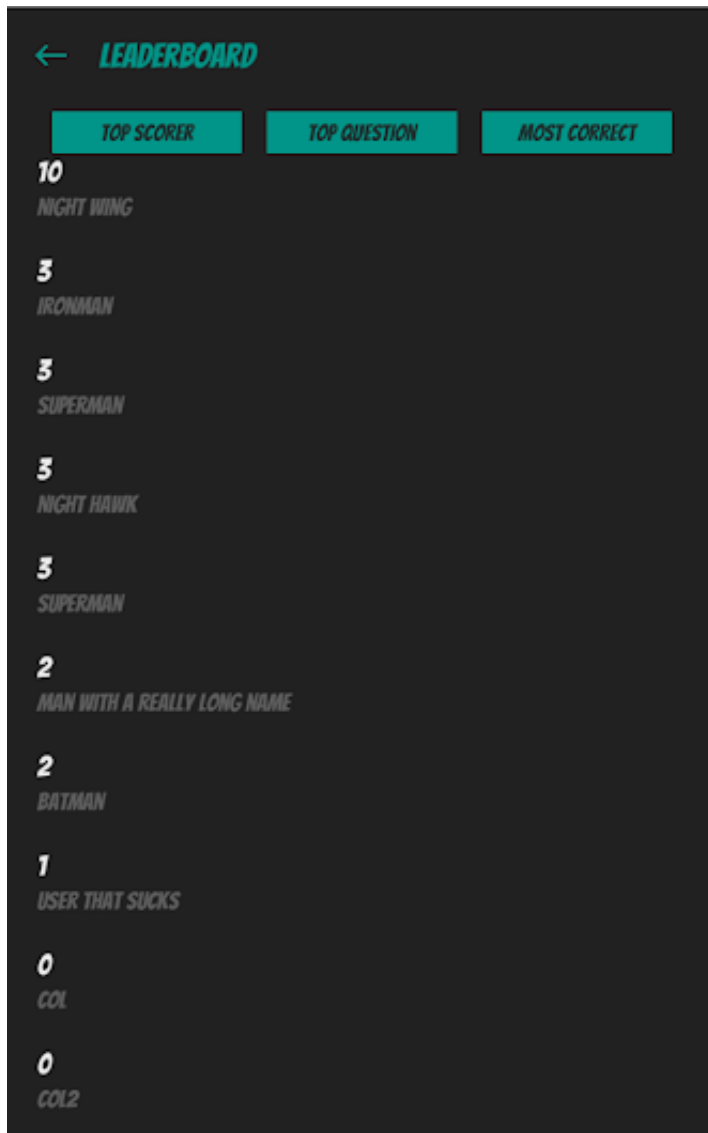 ← LEADERBOARD
TOP SCORER TOP QUESTION MOST CORRECT
10
NIGHT WING
3
IRONMAN
3
SUPERMAN
3
NIGHT HAWK
3
SUPERMAN
2
MAN WITH A REALLY LONG NAME
2
BATMAN
1
USER THAT SUCKS
0
COL
0
COL2